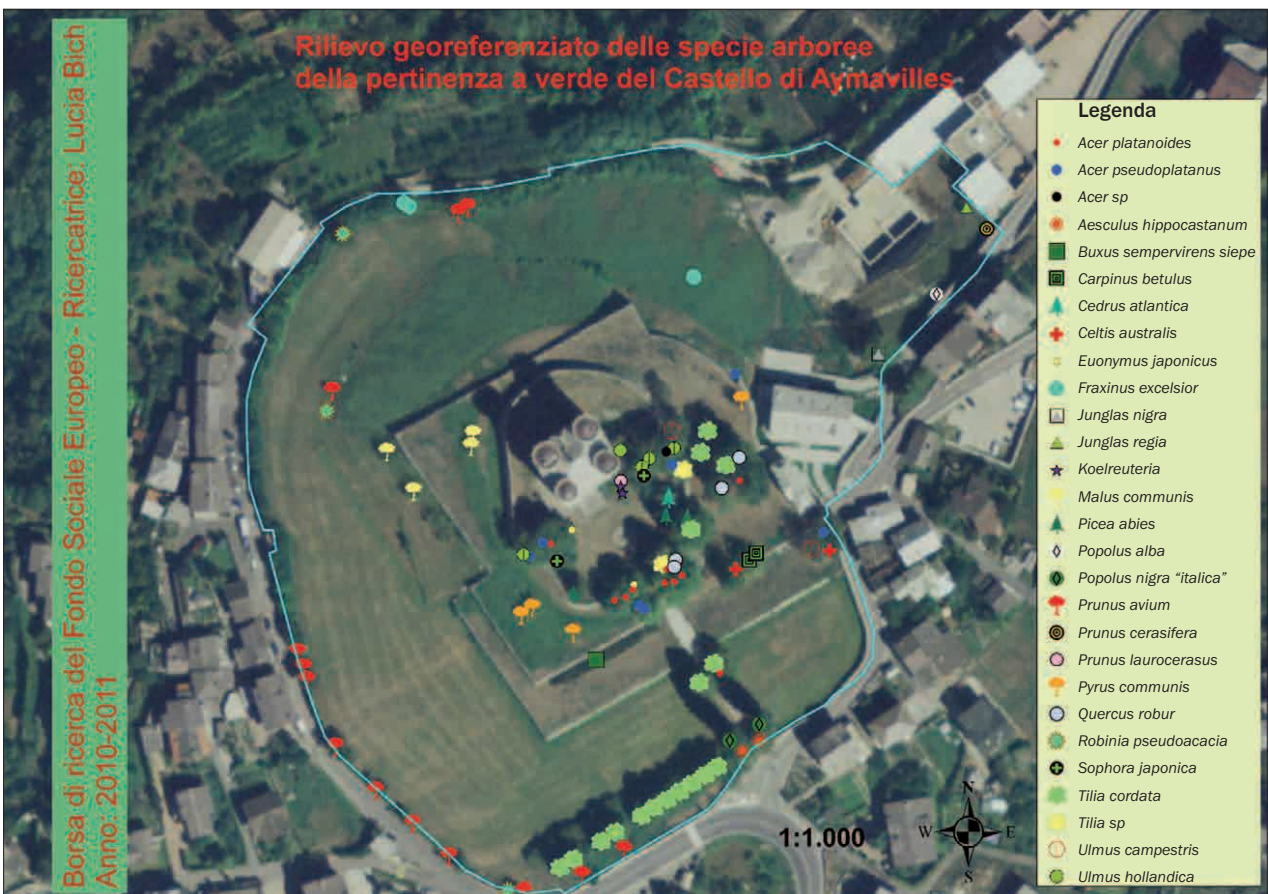 Borsa di ricerca del Fondo Sociale Europeo - Ricercatrice: Lucia Bich
Anno: 2010-2011
Rilievo georeferenziato delle specie arboree
della pertinenza a verde del Castello di Aymavilles
Legenda
Acer platanoides
Acer pseudoplatanus
Acer sp
Aesculus hippocastanum
Buxus sempervirens siepe
Carpinus betulus
Cedrus atlantica
Celtis australis
Euonymus japonicus
Fraxinus excelsior
Junglas nigra
Junglas regia
Koelreuteria
Malus communis
Picea abies
Popolus alba
Popolus nigra “italica”
Prunus avium
Prunus cerasifera
Prunus laurocerasus
Pyrus communis
Quercus robur
Robinia pseudoacacia
Sophora japonica
Tilia cordata
Tilia sp
Ulmus campestris
Ulmus hollandica
1:1.000
N
W
E
S